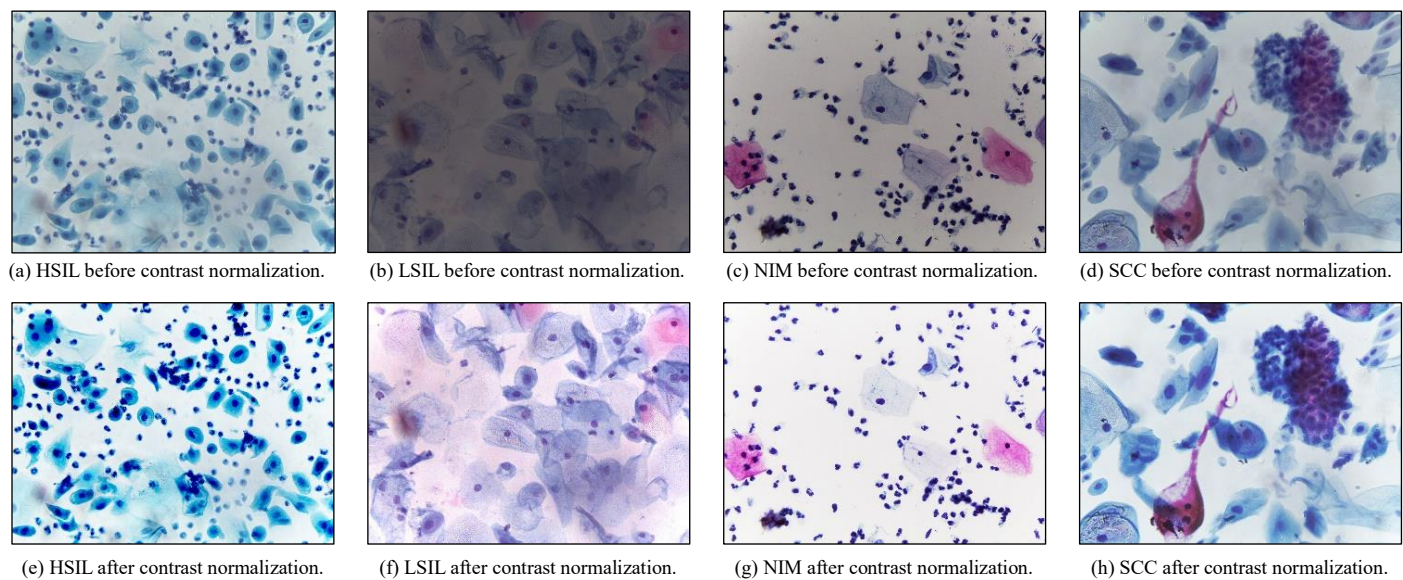 (a) HSIL before contrast normalization.
(b) LSIL before contrast normalization.
(c) NIM before contrast normalization.
(d) SCC before contrast normalization.
(e) HSIL after contrast normalization.
(f) LSIL after contrast normalization.
(g) NIM after contrast normalization.
(h) SCC after contrast normalization.